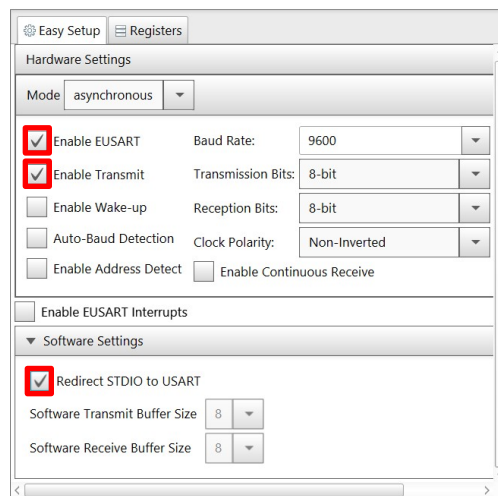 Easy Setup Registers
Hardware Settings
Mode asynchronous
Enable EUSART Baud Rate: 9600
Enable Transmit Transmission Bits: 8-bit
Enable Wake-up Reception Bits: 8-bit
Auto-Baud Detection Clock Polarity: Non-Inverted
Enable Address Detect Enable Continuous Receive
Enable EUSART Interrupts
Software Settings
Redirect STDIO to USART
Software Transmit Buffer Size 8
Software Receive Buffer Size 8